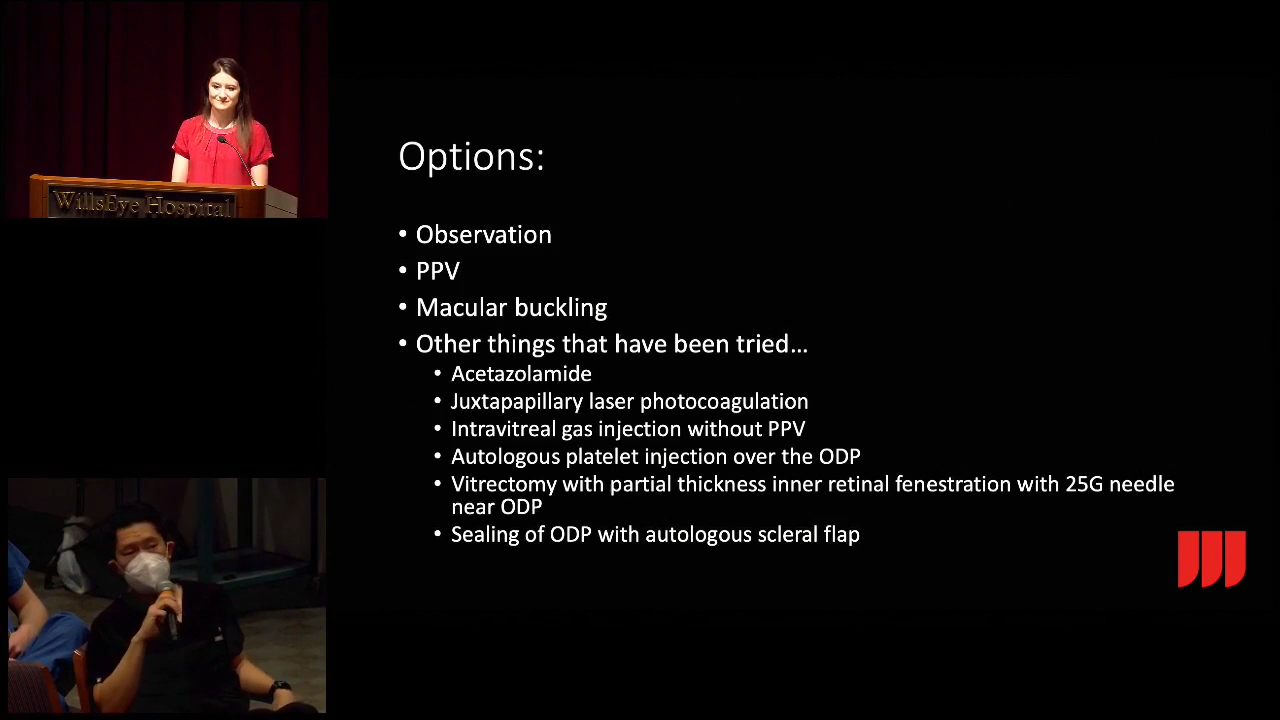 WillsEye Hospital
Options:
• Observation
• PPV
• Macular buckling
• Other things that have been tried…
• Acetazolamide
• Juxtapapillary laser photocoagulation
• Intravitreal gas injection without PPV
• Autologous platelet injection over the ODP
• Vitrectomy with partial thickness inner retinal fenestration with 25G needle
near ODP
• Sealing of ODP with autologous scleral flap